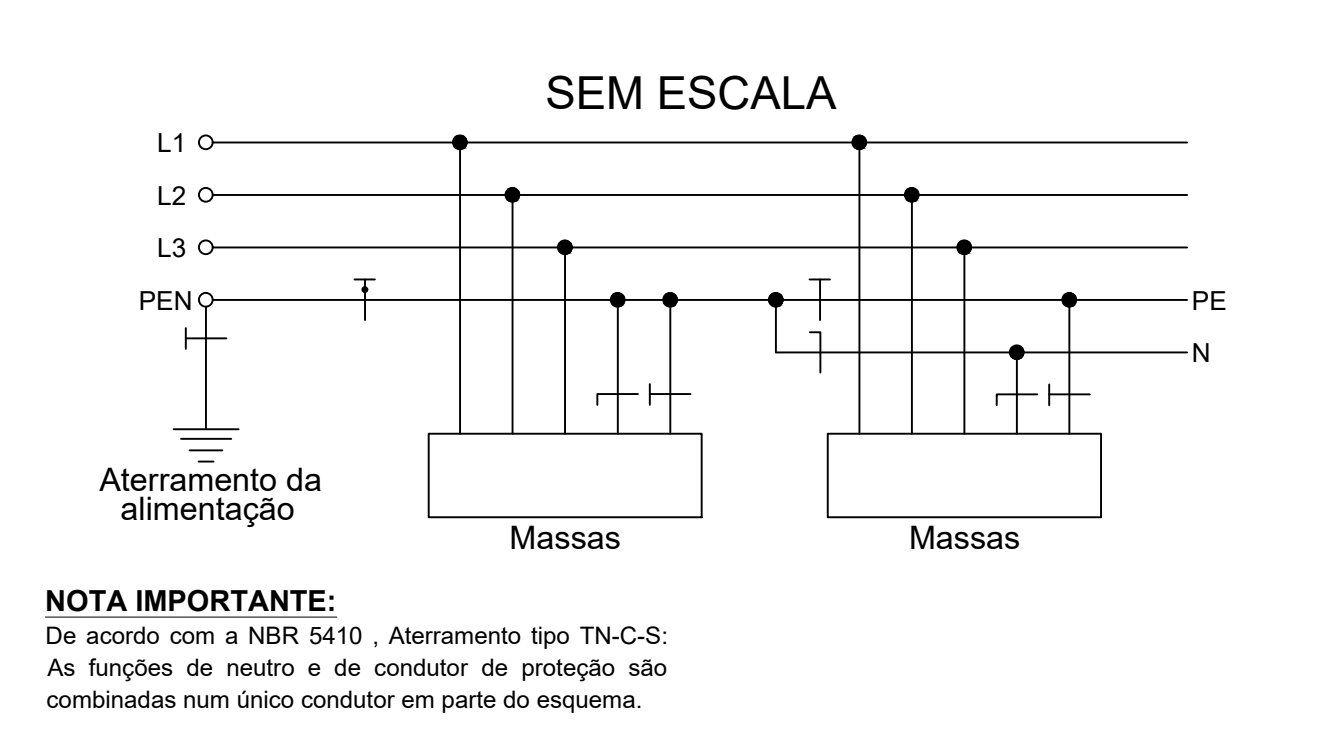 SEM ESCALA
L1
L2
L3
PEN
PE
N
Aterramento da
alimentação
Massas
Massas
NOTA IMPORTANTE:
De acordo com a NBR 5410 , Aterramento tipo TN-C-S:
As funções de neutro e de condutor de proteção são
combinadas num único condutor em parte do esquema.